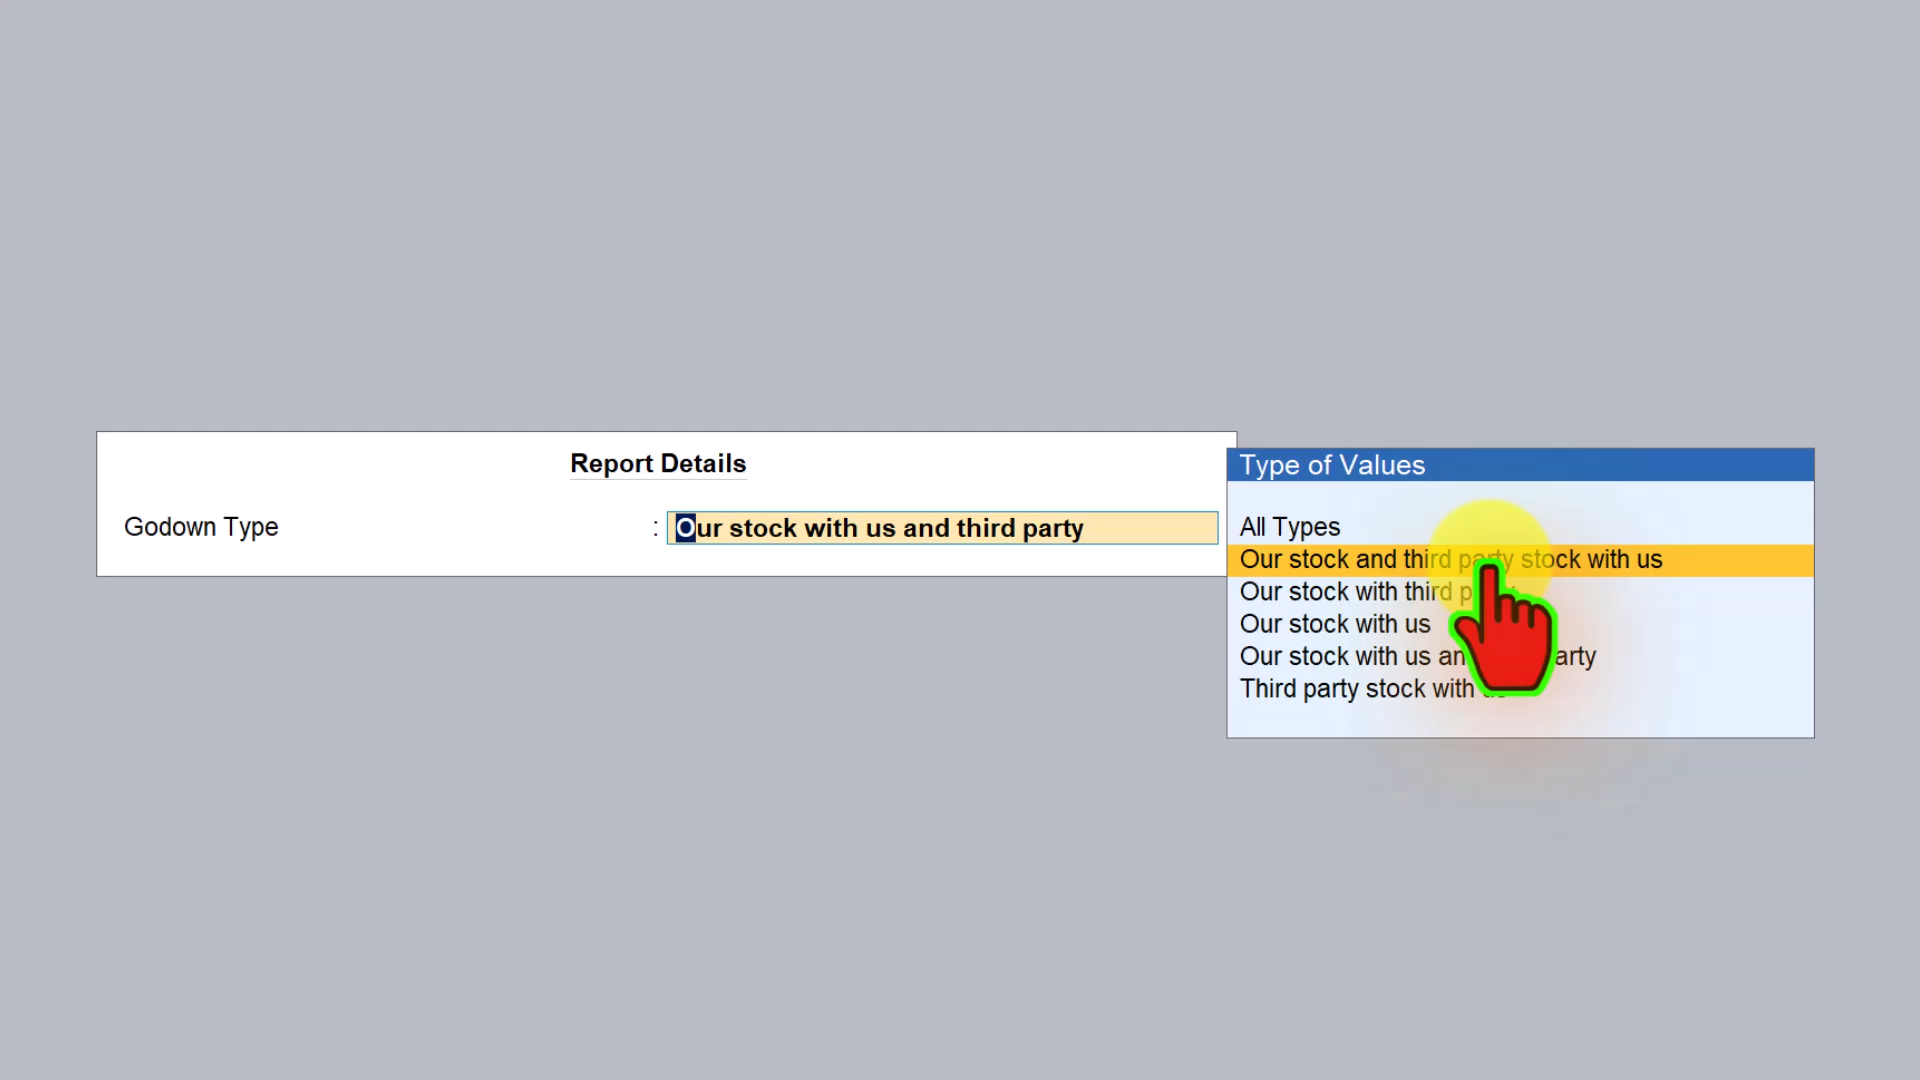 Report Details
Type of Values
Godown Type : Our stock with us and third party
All Types
Our stock and third party stock with us
Our stock with third
Our stock with us
Our stock with us
Third party stock with